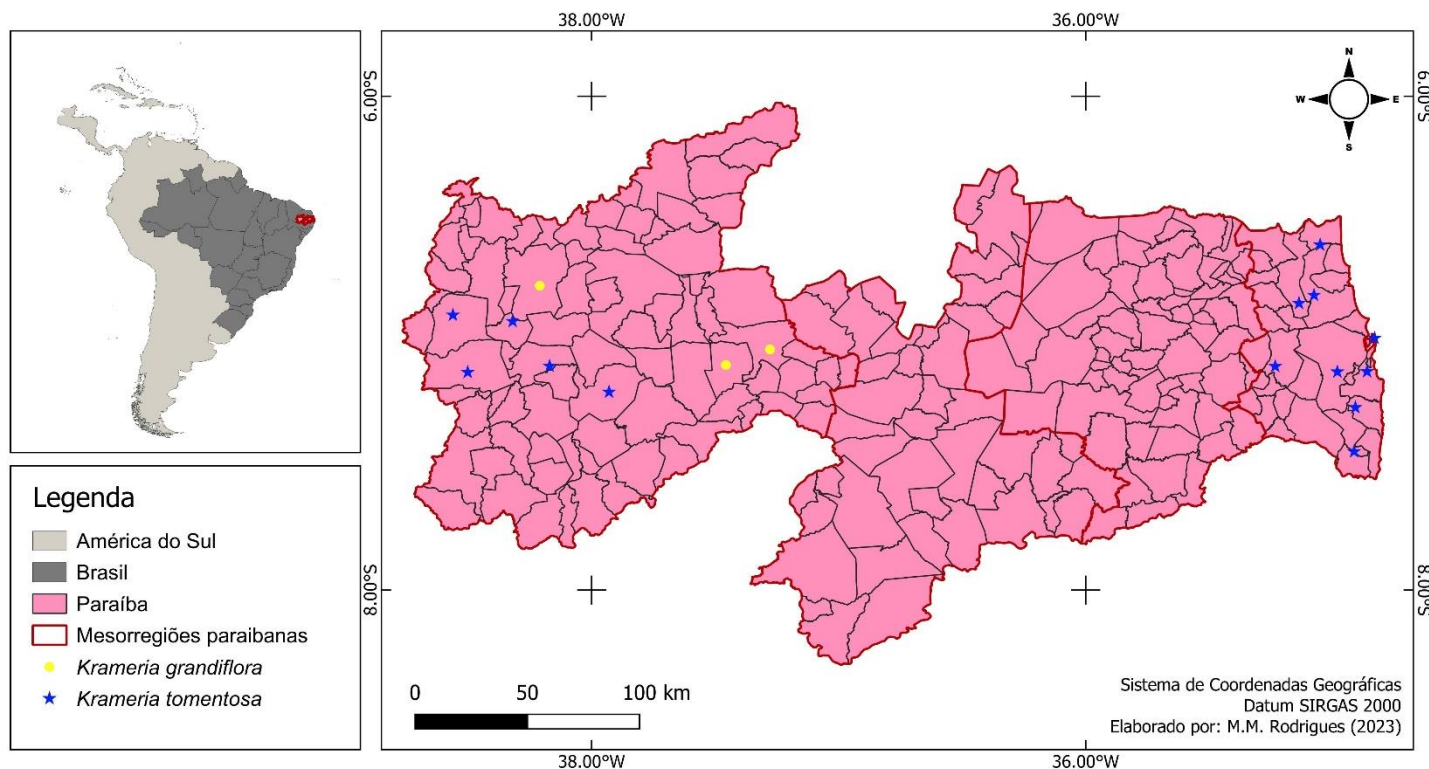 38.00°W
36.00°W
6.00°S
6.00°S
N
W
E
S
8.00°S
8.00°S
Legenda
América do Sul
Brasil
Paraíba
Mesorregiões paraibanas
Krameria grandiflora
Krameria tomentosa
0
50
100 km
Sistema de Coordenadas Geográficas
Datum SIRGAS 2000
Elaborado por: M.M. Rodrigues (2023)
38.00°W
36.00°W